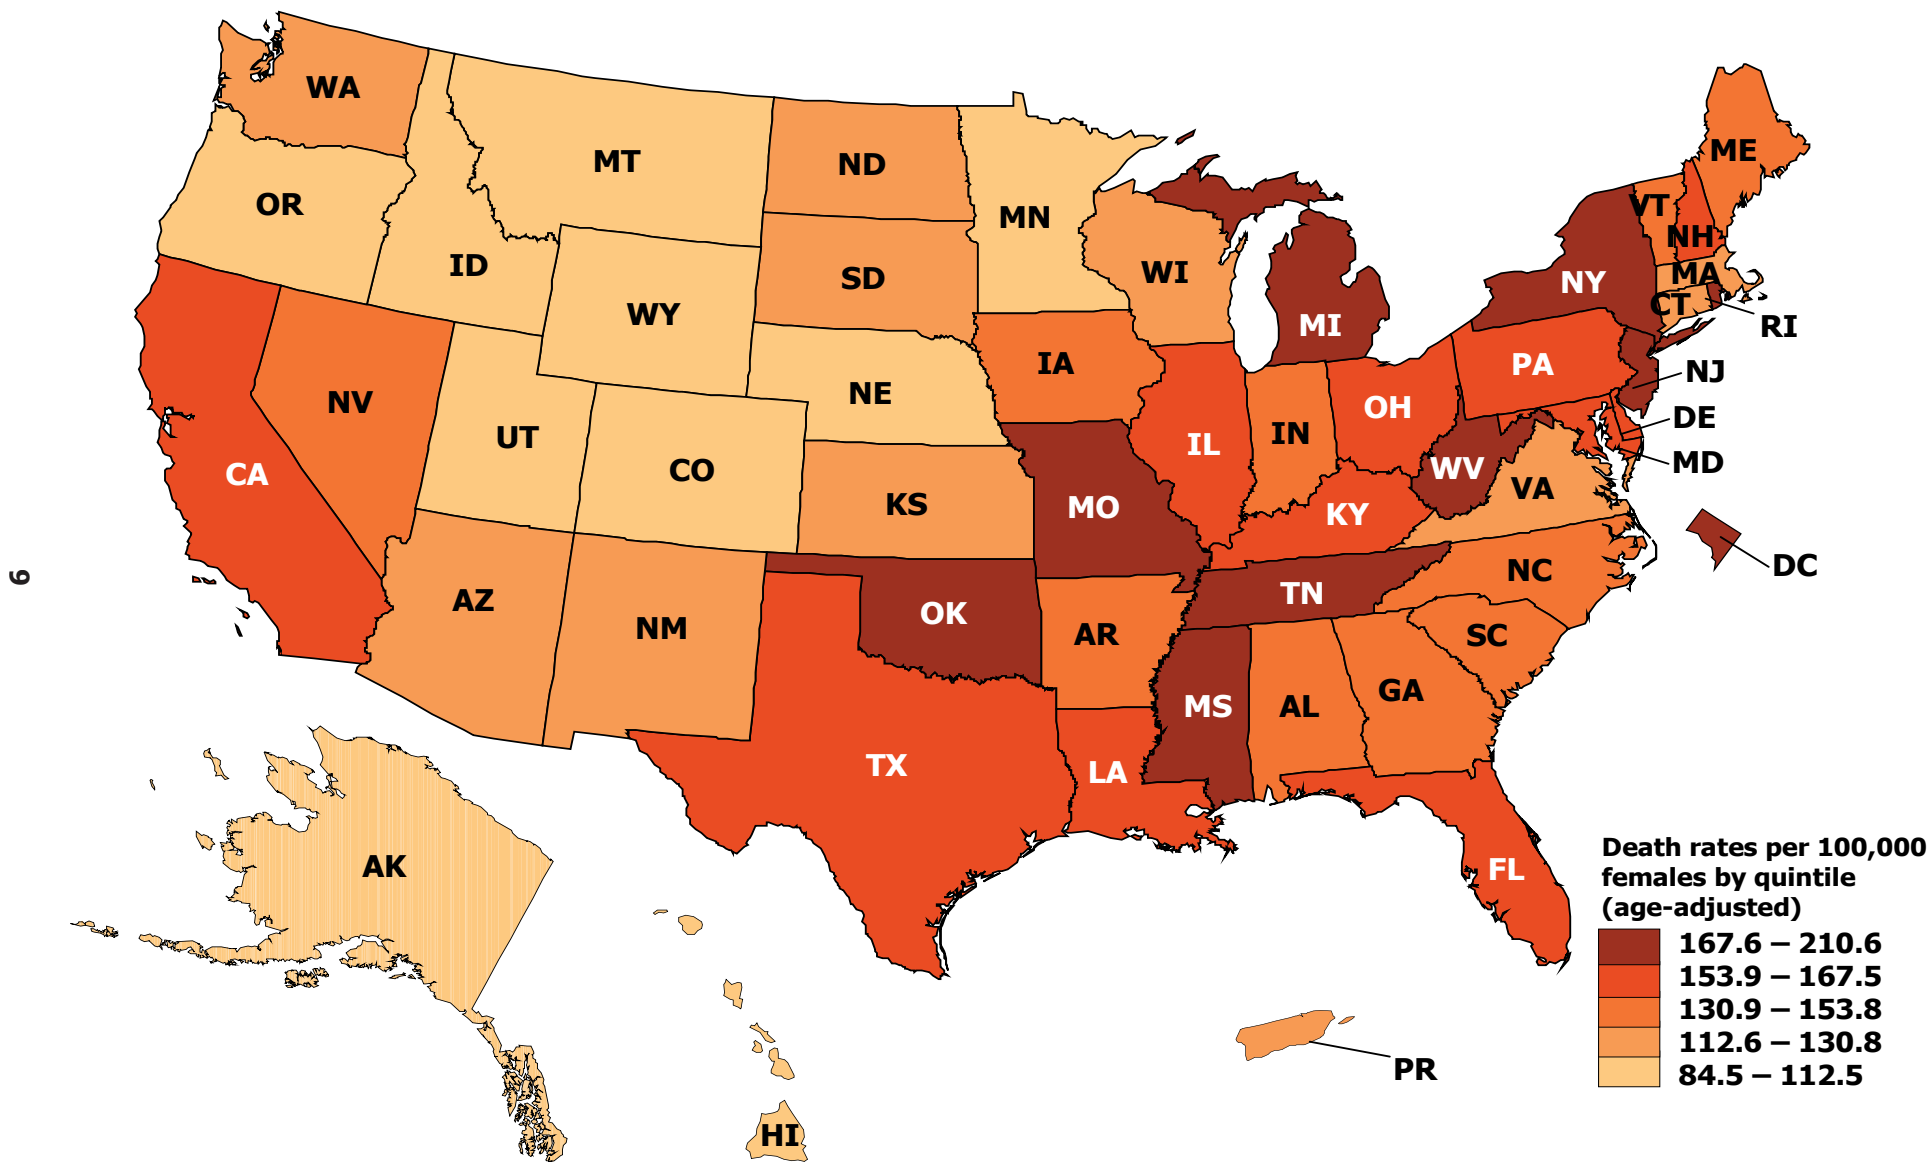 WA
MT
ND
ME
OR
MN
VT
ID
SD
WI
NH
NY
MA
WY
CT
MI
RI
IA
PA
NE
NJ
NV
OH
DE
UT
IN
IL
CO
WV
MD
CA
VA
KS
MO
KY
DC
9
NC
AZ
TN
OK
NM
AR
SC
GA
MS
AL
TX
LA
Death rates per 100,000
females by quintile
(age-adjusted)
AK
FL
167.6 – 210.6
153.9 – 167.5
130.9 – 153.8
112.6 – 130.8
84.5 – 112.5
PR
HI